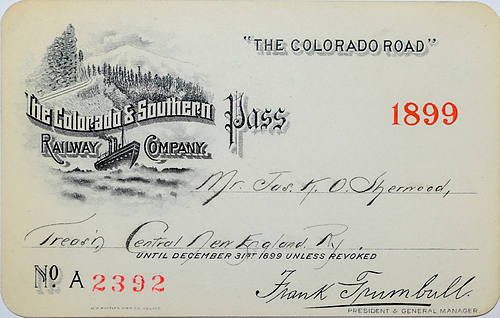 "THE COLORADO ROAD"
The Colorado & Southern
RAILWAY COMPANY.
Pass
1899
Mr. Jas. K. O. Sherwood,
Treas'r, Central New England Ry.
UNTIL DECEMBER 31ST 1899 UNLESS REVOKED
No. A 2392
Frank Trumbull.
PRESIDENT & GENERAL MANAGER.